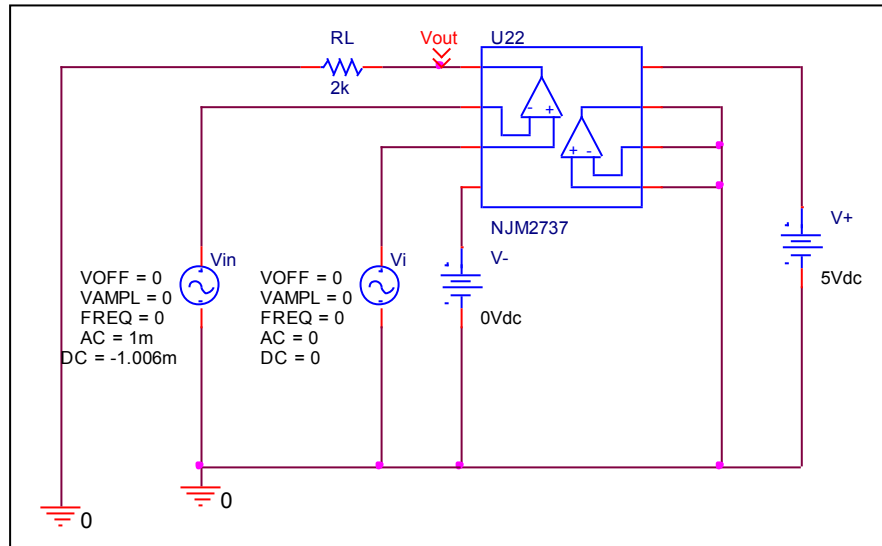 RL
2k
Vout
U22
- +
+ -
NJM2737
Vin
VOFF = 0
VAMPL = 0
FREQ = 0
AC = 1m
DC = -1.006m
Vi
VOFF = 0
VAMPL = 0
FREQ = 0
AC = 0
DC = 0
V-
0Vdc
V+
5Vdc
0
0